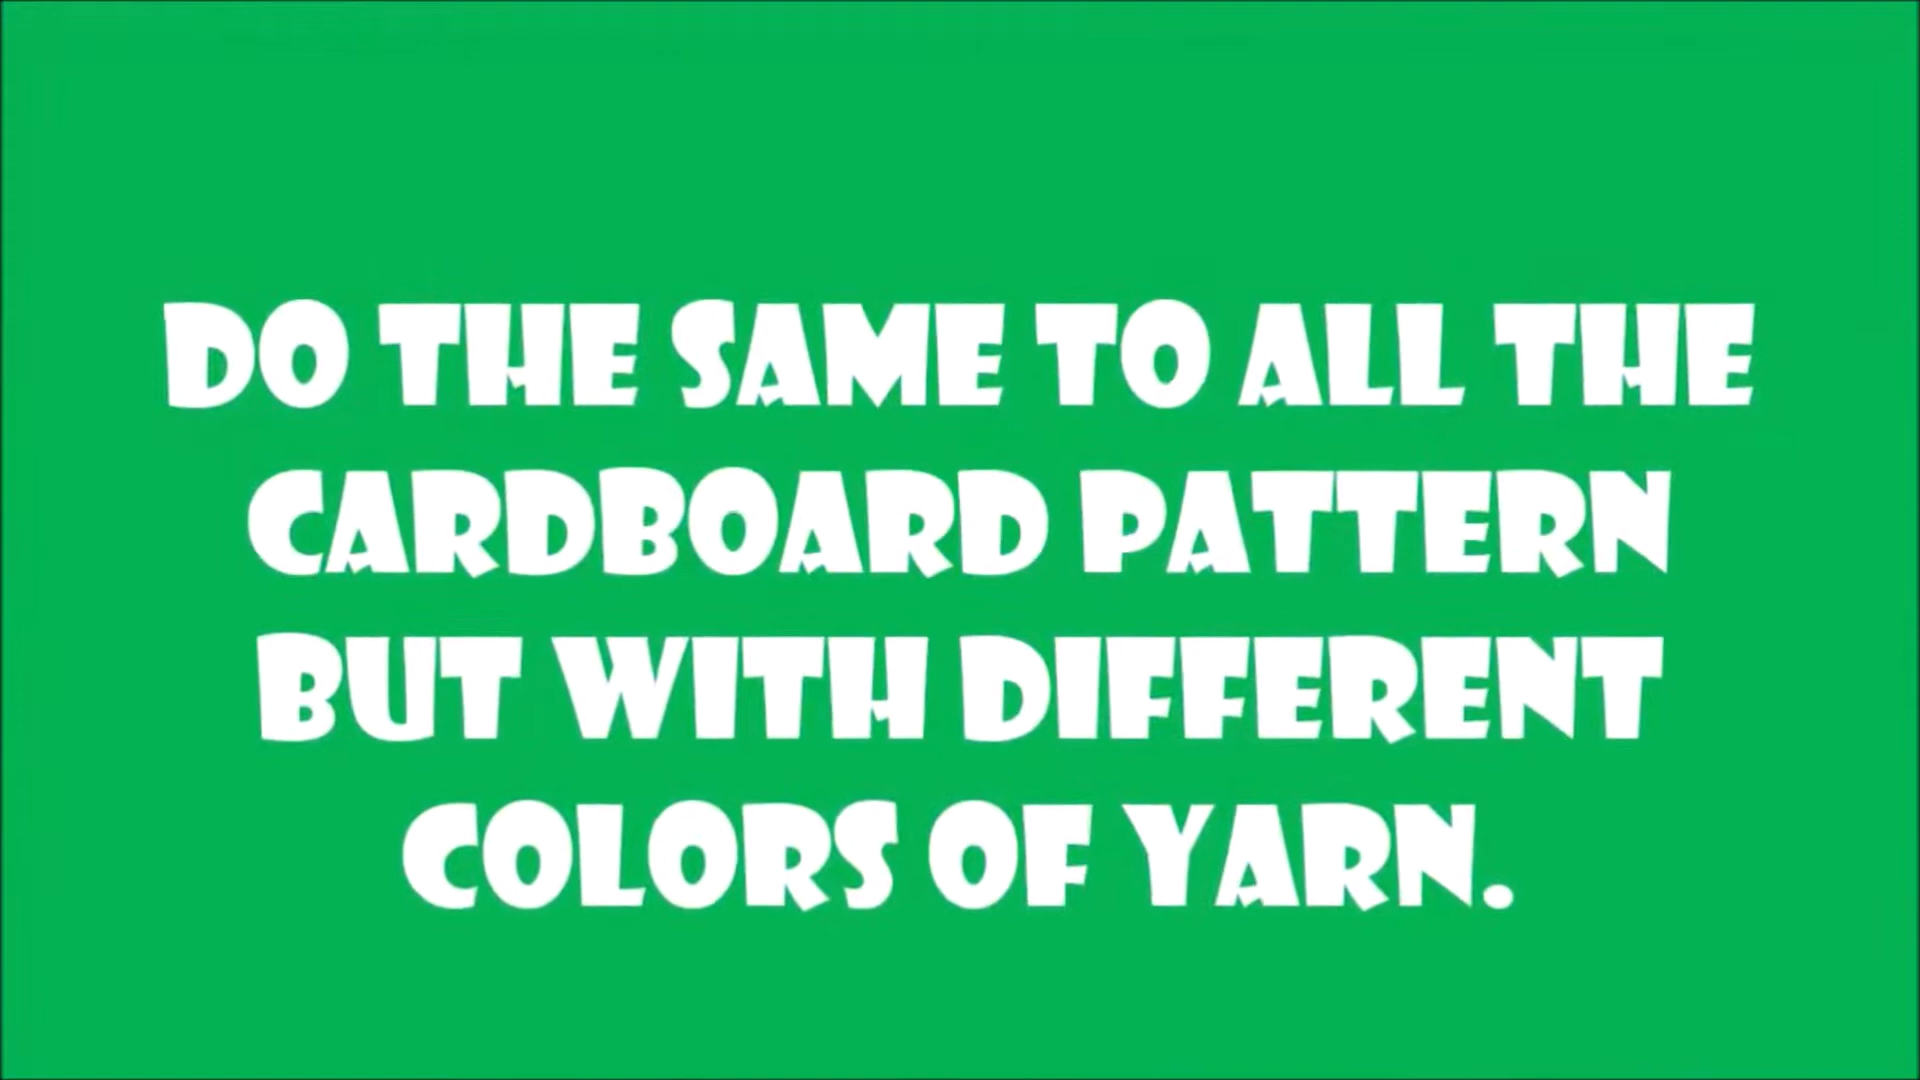 DO THE SAME TO ALL THE
CARDBOARD PATTERN
BUT WITH DIFFERENT
COLORS OF YARN.